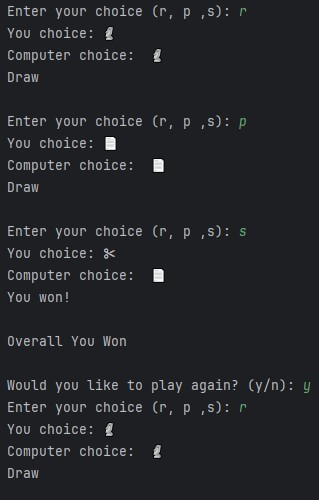 Enter your choice (r, p ,s): r
You choice: 🪨
Computer choice:  🪨
Draw

Enter your choice (r, p ,s): p
You choice: 📄
Computer choice:  📄
Draw

Enter your choice (r, p ,s): s
You choice: ✂
Computer choice:  📄
You won!

Overall You Won

Would you like to play again? (y/n): y
Enter your choice (r, p ,s): r
You choice: 🪨
Computer choice:  🪨
Draw